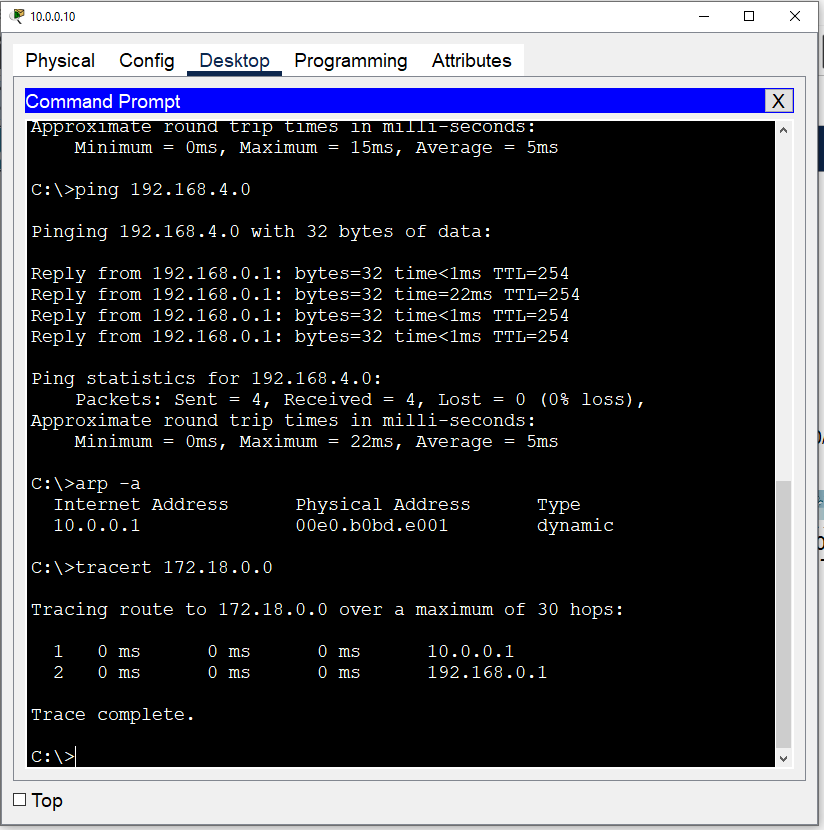 10.0.0.10
Physical Config Desktop Programming Attributes
Command Prompt X
Approximate round trip times in milli-seconds:
Minimum = 0ms, Maximum = 15ms, Average = 5ms
C:\>ping 192.168.4.0
Pinging 192.168.4.0 with 32 bytes of data:
Reply from 192.168.0.1: bytes=32 time<1ms TTL=254
Reply from 192.168.0.1: bytes=32 time=22ms TTL=254
Reply from 192.168.0.1: bytes=32 time<1ms TTL=254
Reply from 192.168.0.1: bytes=32 time<1ms TTL=254
Ping statistics for 192.168.4.0:
Packets: Sent = 4, Received = 4, Lost = 0 (0% loss),
Approximate round trip times in milli-seconds:
Minimum = 0ms, Maximum = 22ms, Average = 5ms
C:\>arp -a
Internet Address Physical Address Type
10.0.0.1 00e0.b0bd.e001 dynamic
C:\>tracert 172.18.0.0
Tracing route to 172.18.0.0 over a maximum of 30 hops:
1 0 ms 0 ms 0 ms 10.0.0.1
2 0 ms 0 ms 0 ms 192.168.0.1
Trace complete.
C:\>
Top